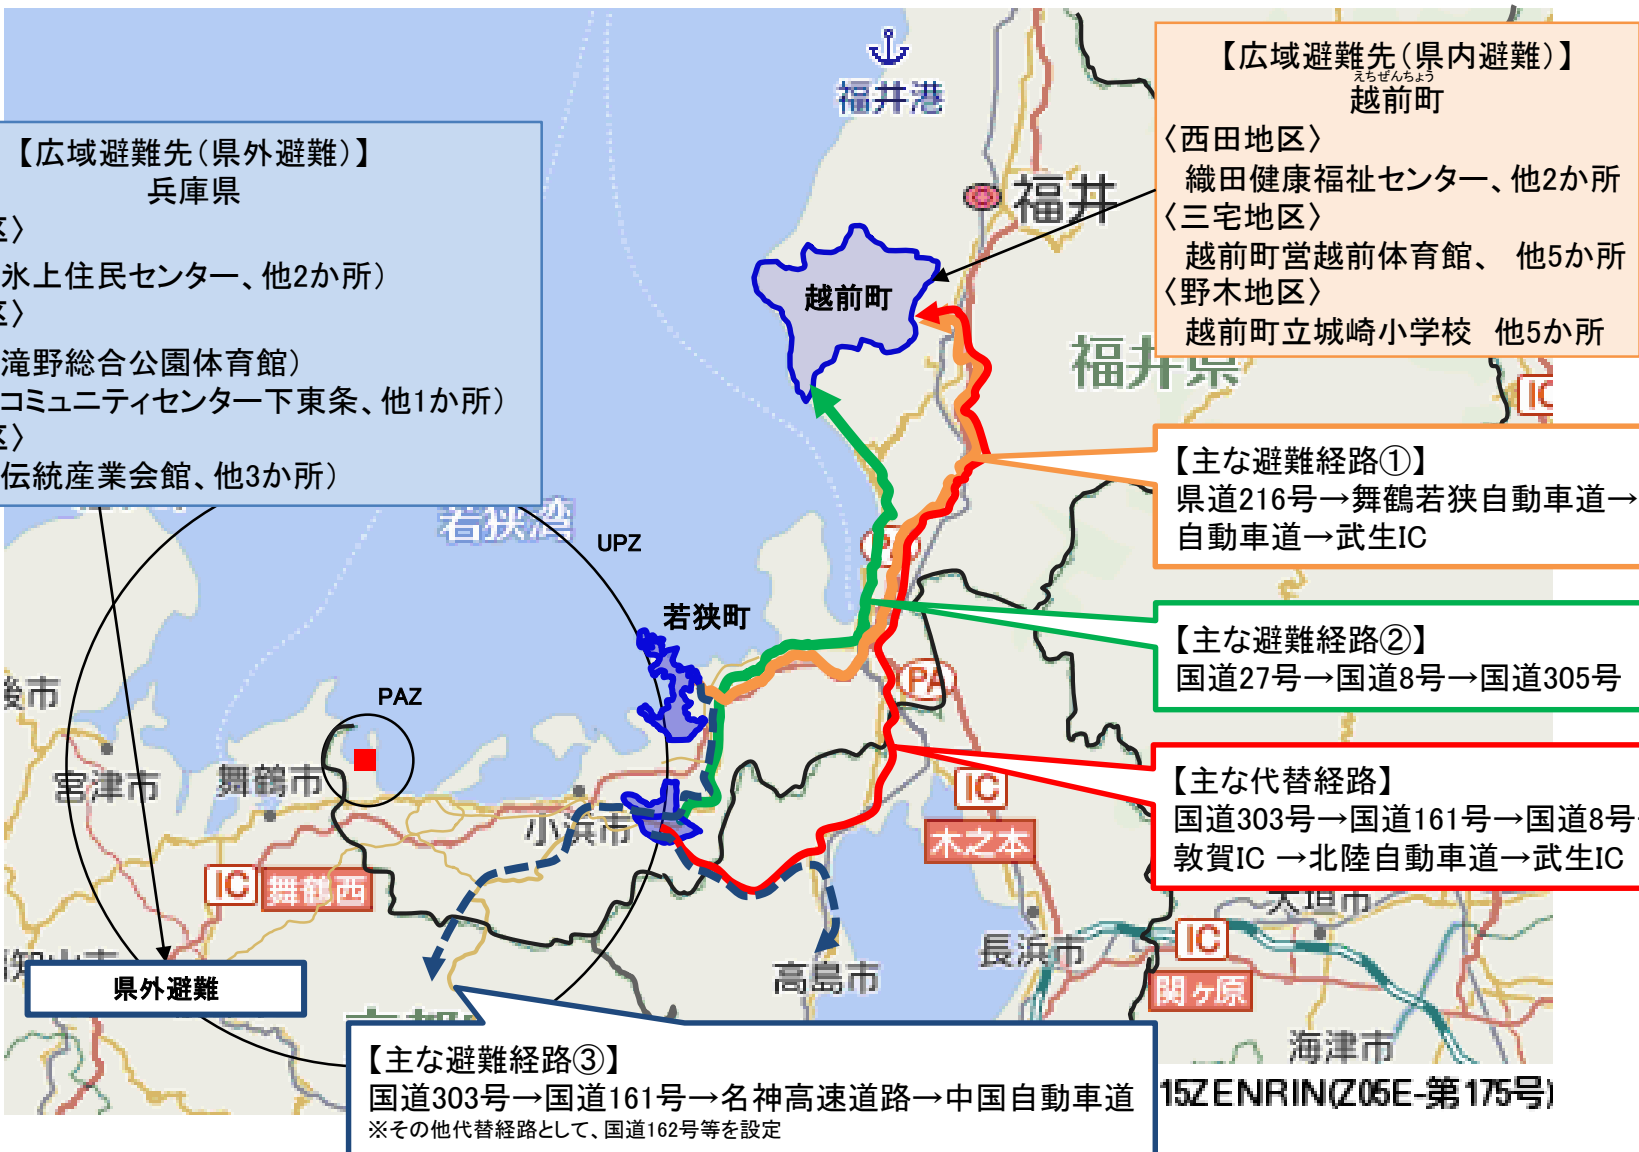 【広域避難先(県外避難)】
兵庫県
区〉
氷上住民センター、他2か所)
区〉
滝野総合公園体育館)
コミュニティセンター下東条、他1か所)
区〉
伝統産業会館、他3か所)
【広域避難先(県内避難)】
えちぜんちょう
越前町
〈西田地区〉
織田健康福祉センター、他2か所
〈三宅地区〉
越前町営越前体育館、 他5か所
〈野木地区〉
越前町立城崎小学校 他5か所
福井港
福井
越前町
福井県
IC
【主な避難経路①】
県道216号→舞鶴若狭自動車道→
自動車道→武生IC
若狭湾
UPZ
若狭町
【主な避難経路②】
国道27号→国道8号→国道305号
PA
PAZ
宮津市
舞鶴市
小浜市
IC
木之本
【主な代替経路】
国道303号→国道161号→国道8号
敦賀IC →北陸自動車道→武生IC
IC
舞鶴西
大垣市
長浜市
IC
関ヶ原
高島市
県外避難
海津市
【主な避難経路③】
国道303号→国道161号→名神高速道路→中国自動車道
※その他代替経路として、国道162号等を設定
15ZENRIN(Z05E-第175号)